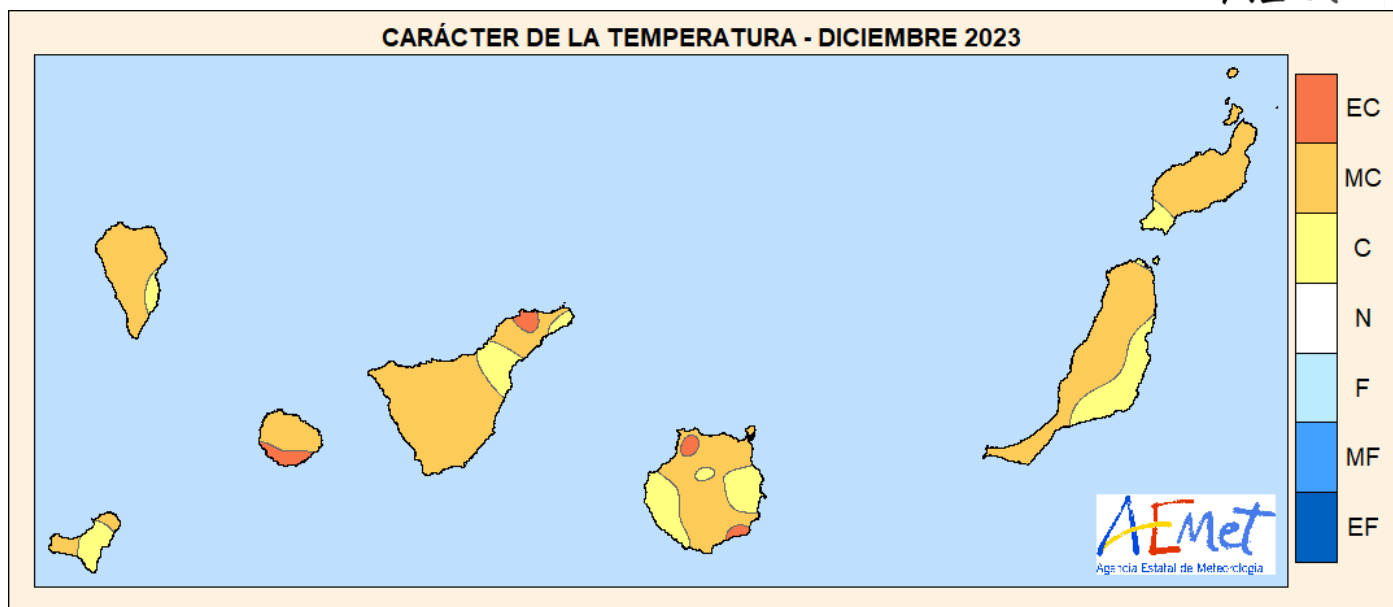 CARÁCTER DE LA TEMPERATURA - DICIEMBRE 2023
EC
MC
C
N
F
MF
EF
AEMet
Agencia Estatal de Meteorología